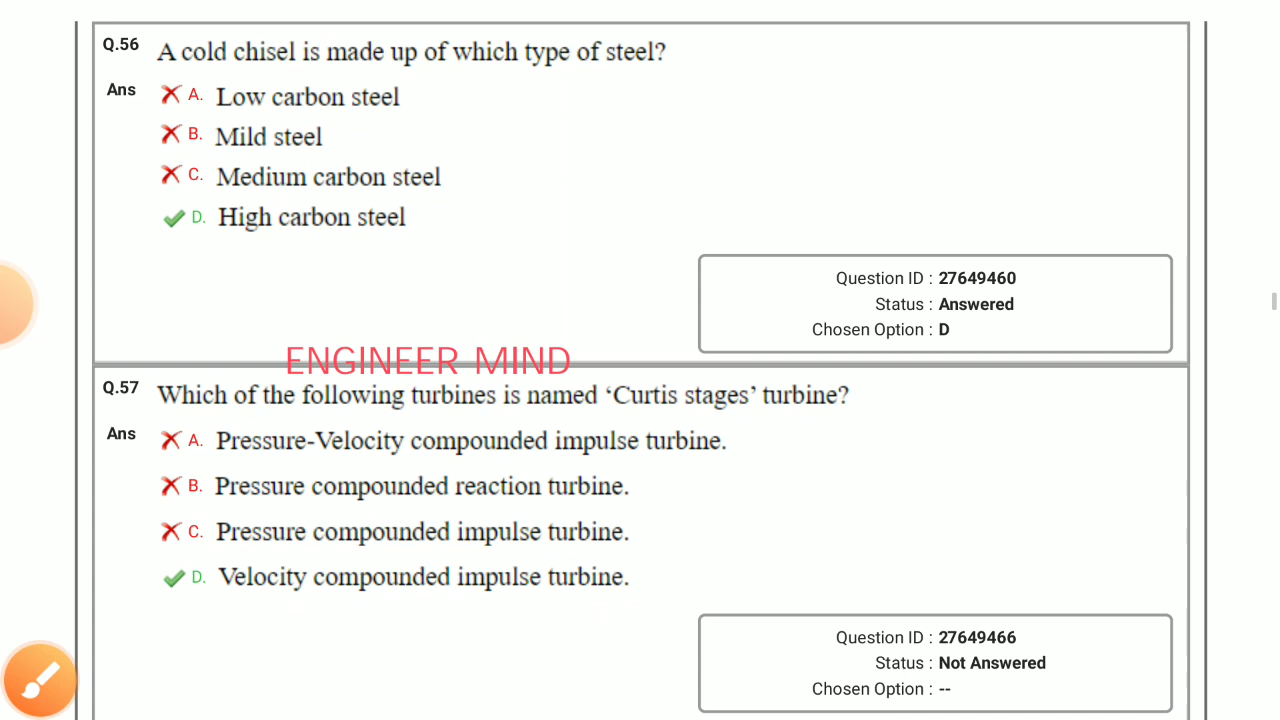 Q.56 A cold chisel is made up of which type of steel?
Ans A. Low carbon steel
B. Mild steel
C. Medium carbon steel
D. High carbon steel
Question ID : 27649460
Status : Answered
Chosen Option : D
ENGINEER MIND
Q.57 Which of the following turbines is named ‘Curtis stages’ turbine?
Ans A. Pressure-Velocity compounded impulse turbine.
B. Pressure compounded reaction turbine.
C. Pressure compounded impulse turbine.
D. Velocity compounded impulse turbine.
Question ID : 27649466
Status : Not Answered
Chosen Option : --